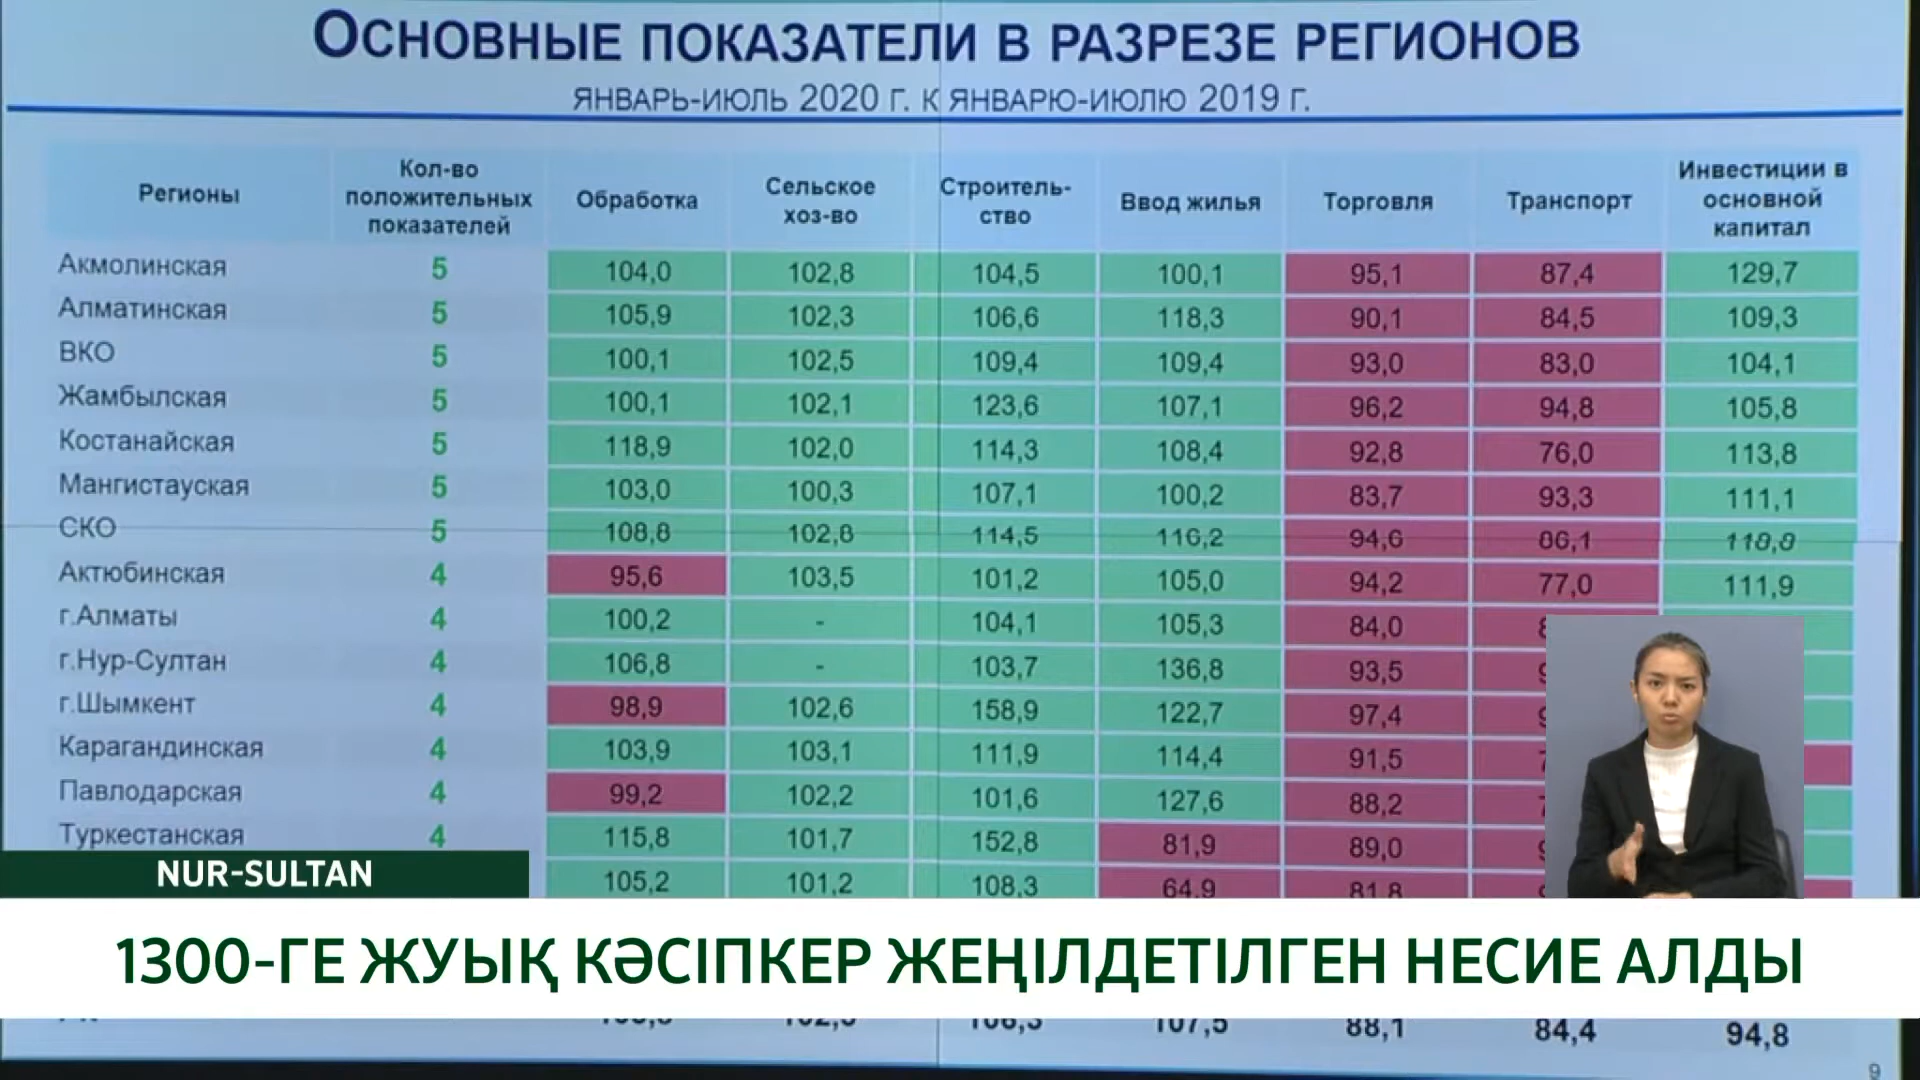 ОСНОВНЫЕ ПОКАЗАТЕЛИ В РАЗРЕЗЕ РЕГИОНОВ
ЯНВАРЬ-ИЮЛЬ 2020 Г. К ЯНВАРЮ-ИЮЛЮ 2019 Г.
Регионы Кол-во положительных показателей Обработка Сельское хоз-во Строитель-ство Ввод жилья Торговля Транспорт Инвестиции в основной капитал
Акмолинская 5 104,0 102,8 104,5 100,1 95,1 87,4 129,7
Алматинская 5 105,9 102,3 106,6 118,3 90,1 84,5 109,3
ВКО 5 100,1 102,5 109,4 109,4 93,0 83,0 104,1
Жамбылская 5 100,1 102,1 123,6 107,1 96,2 94,8 105,8
Костанайская 5 118,9 102,0 114,3 108,4 92,8 76,0 113,8
Мангистауская 5 103,0 100,3 107,1 100,2 83,7 93,3 111,1
СКО 5 108,8 102,8 114,5 116,2 94,6 86,1
Актюбинская 4 95,6 103,5 101,2 105,0 94,2 77,0 111,9
г.Алматы 4 100,2 - 104,1 105,3 84,0
г.Нур-Султан 4 106,8 - 103,7 136,8 93,5
г.Шымкент 4 98,9 102,6 158,9 122,7 97,4
Карагандинская 4 103,9 103,1 111,9 114,4 91,5
Павлодарская 4 99,2 102,2 101,6 127,6 88,2
Туркестанская 4 115,8 101,7 152,8 81,9 89,0
105,2 101,2 108,3 64,9 81,8
NUR-SULTAN
1300-ГЕ ЖУЫҚ КӘСІПКЕР ЖЕҢІЛДЕТІЛГЕН НЕСИЕ АЛДЫ
107,5 88,1 84,4 94,8
9